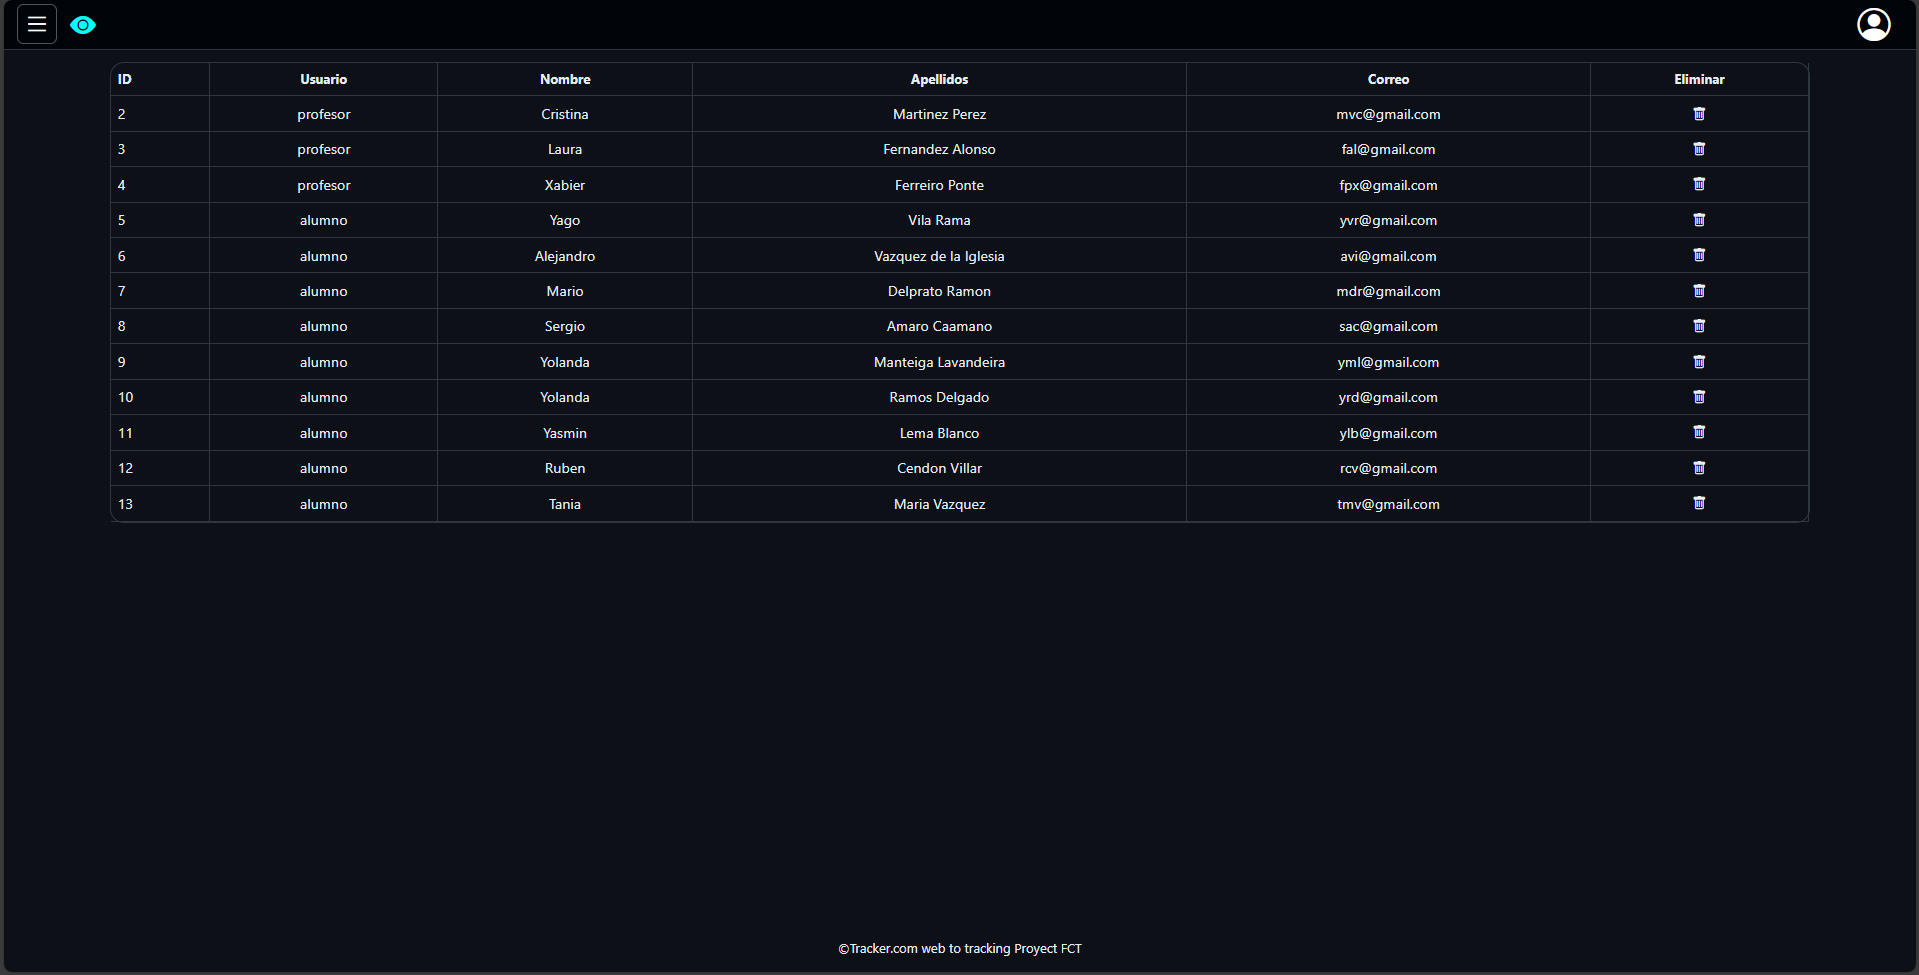 ID Usuario Nombre Apellidos Correo Eliminar
2 profesor Cristina Martinez Perez mvc@gmail.com
3 profesor Laura Fernandez Alonso fal@gmail.com
4 profesor Xabier Ferreiro Ponte fpx@gmail.com
5 alumno Yago Vila Rama yvr@gmail.com
6 alumno Alejandro Vazquez de la Iglesia avi@gmail.com
7 alumno Mario Delprato Ramon mdr@gmail.com
8 alumno Sergio Amaro Caamano sac@gmail.com
9 alumno Yolanda Manteiga Lavandeira yml@gmail.com
10 alumno Yolanda Ramos Delgado yrd@gmail.com
11 alumno Yasmin Lema Blanco ylb@gmail.com
12 alumno Ruben Cendon Villar rcv@gmail.com
13 alumno Tania Maria Vazquez tmv@gmail.com
©Tracker.com web to tracking Proyect FCT